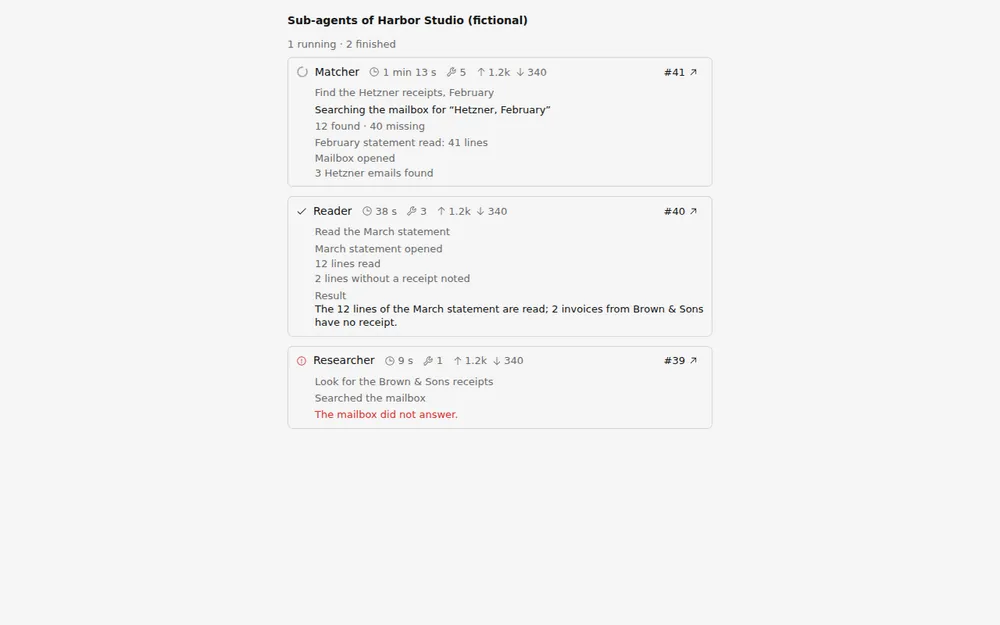 Sub-agents of Harbor Studio (fictional)
1 running · 2 finished
Matcher 1 min 13 s 5 ↑ 1.2k ↓ 340 #41 ↗
Find the Hetzner receipts, February
Searching the mailbox for “Hetzner, February”
12 found · 40 missing
February statement read: 41 lines
Mailbox opened
3 Hetzner emails found
Reader 38 s 3 ↑ 1.2k ↓ 340 #40 ↗
Read the March statement
March statement opened
12 lines read
2 lines without a receipt noted
Result
The 12 lines of the March statement are read; 2 invoices from Brown & Sons
have no receipt.
Researcher 9 s 1 ↑ 1.2k ↓ 340 #39 ↗
Look for the Brown & Sons receipts
Searched the mailbox
The mailbox did not answer.